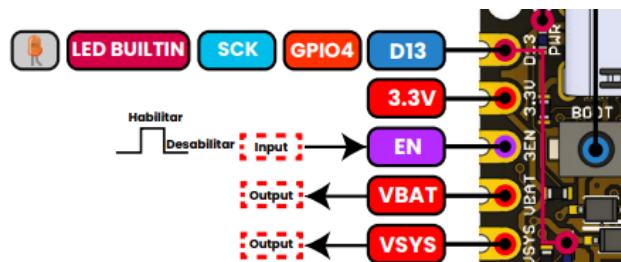 LED BUILTIN SCK GPIO4 D13
3.3V
Habilitar
Desabilitar
Input
EN
Output
VBAT
Output
VSYS
D13
PWR
3.3V
BOOT
3EN
VBAT
VSYS